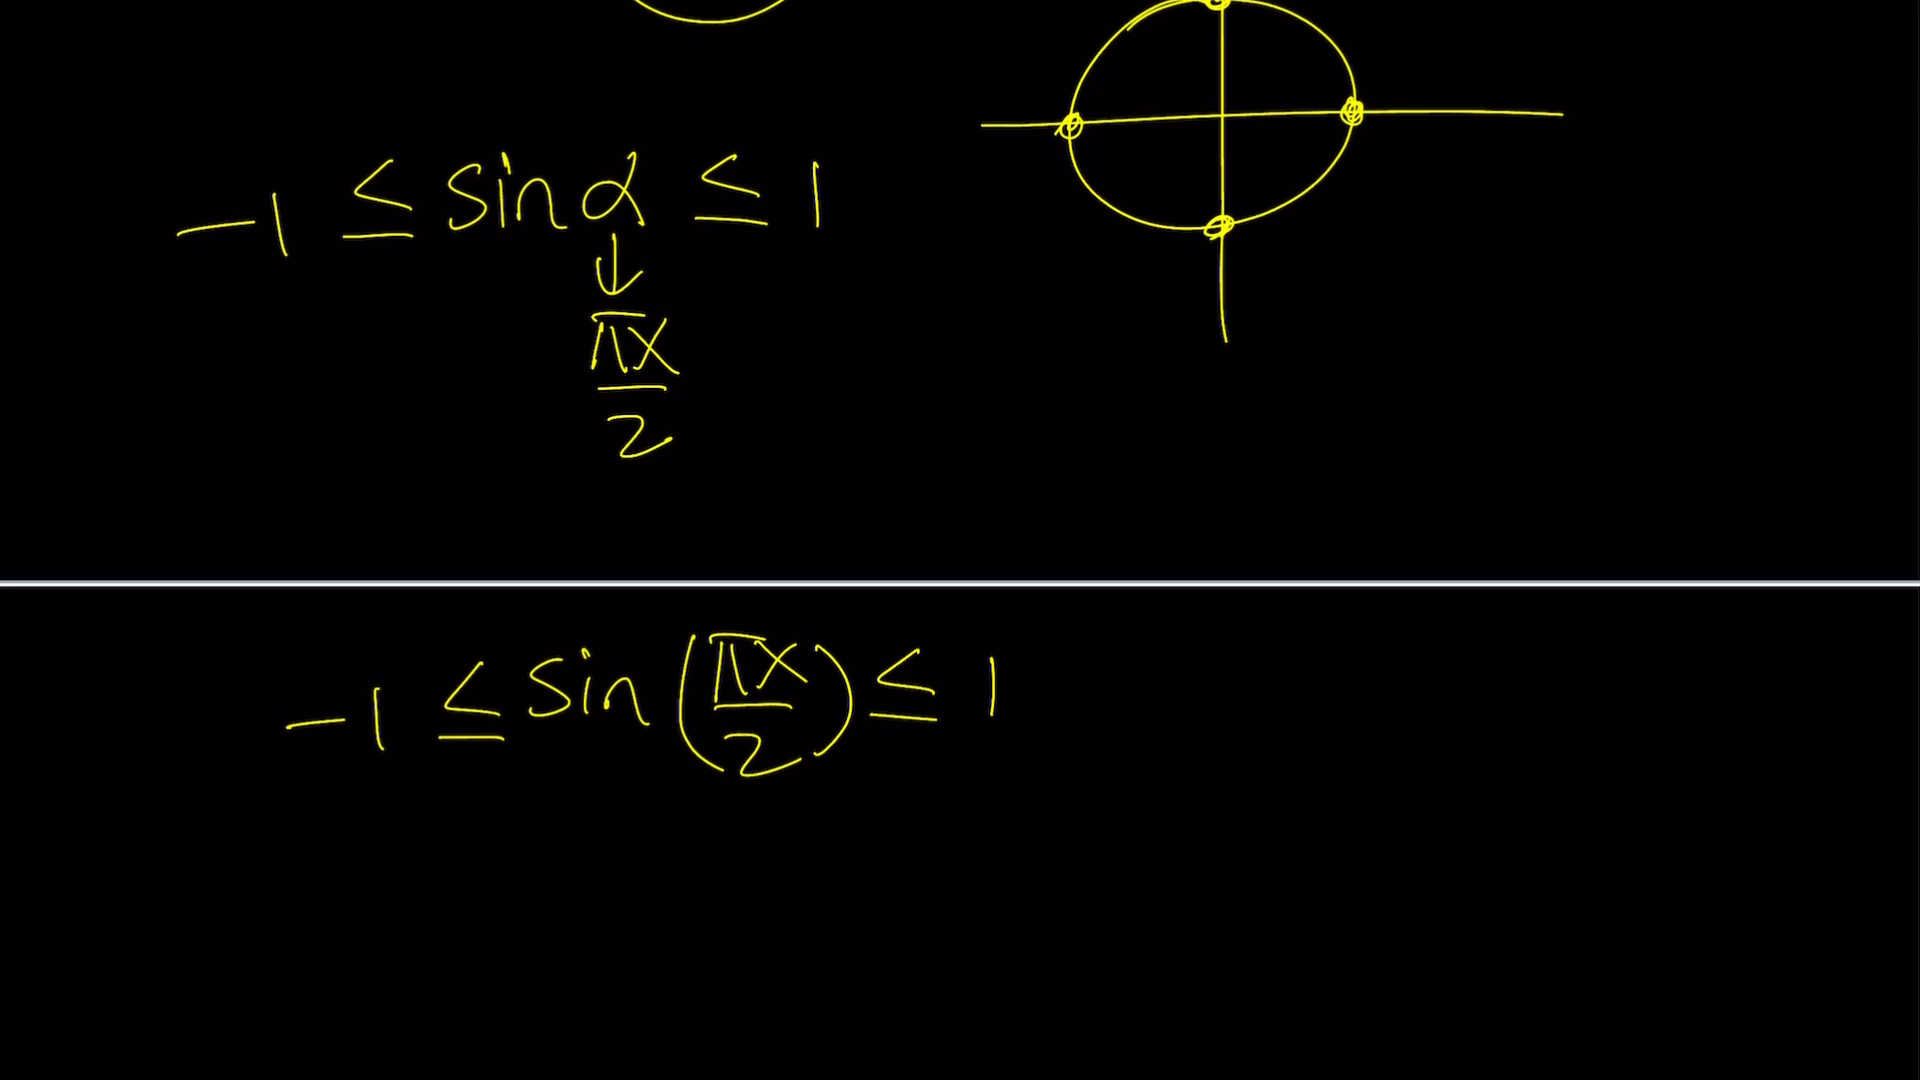 -1 ≤ sin α ≤ 1
↓
πx
2
-1 ≤ sin (πx/2) ≤ 1